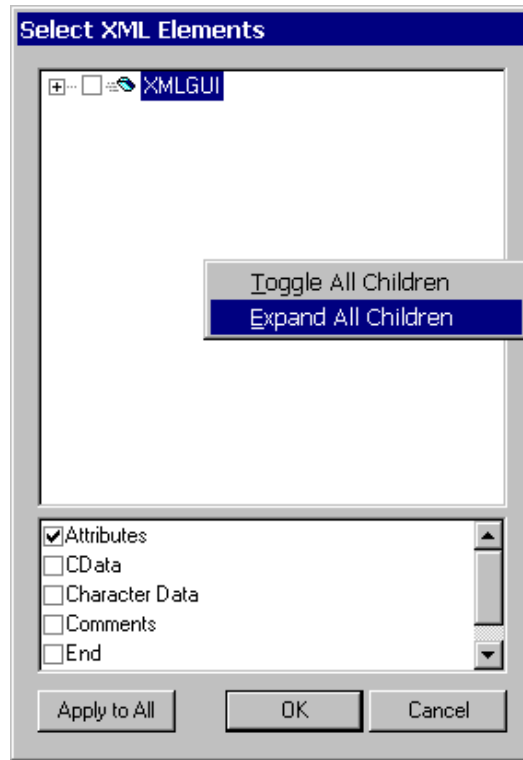 Select XML Elements
XMLGUI
Toggle All Children
Expand All Children
Attributes
CData
Character Data
Comments
End
Apply to All
OK
Cancel